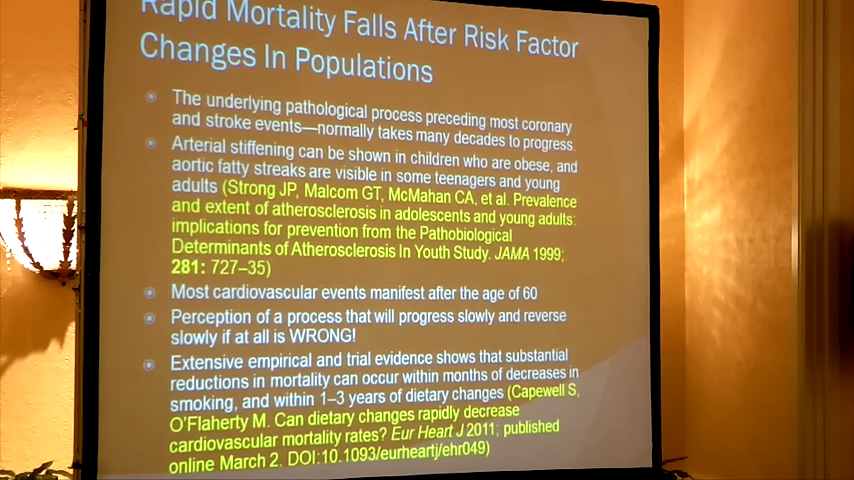 Rapid Mortality Falls After Risk Factor
Changes In Populations
The underlying pathological process preceding most coronary
and stroke events—normally takes many decades to progress.
Arterial stiffening can be shown in children who are obese, and
aortic fatty streaks are visible in some teenagers and young
adults (Strong JP, Malcom GT, McMahan CA, et al. Prevalence
and extent of atherosclerosis in adolescents and young adults:
implications for prevention from the Pathobiological
Determinants of Atherosclerosis In Youth Study. JAMA 1999;
281: 727–35)
Most cardiovascular events manifest after the age of 60
Perception of a process that will progress slowly and reverse
slowly if at all is WRONG!
Extensive empirical and trial evidence shows that substantial
reductions in mortality can occur within months of decreases in
smoking, and within 1–3 years of dietary changes (Capewell S,
O'Flaherty M. Can dietary changes rapidly decrease
cardiovascular mortality rates? Eur Heart J 2011; published
online March 2. DOI:10.1093/eurheartj/ehr049)